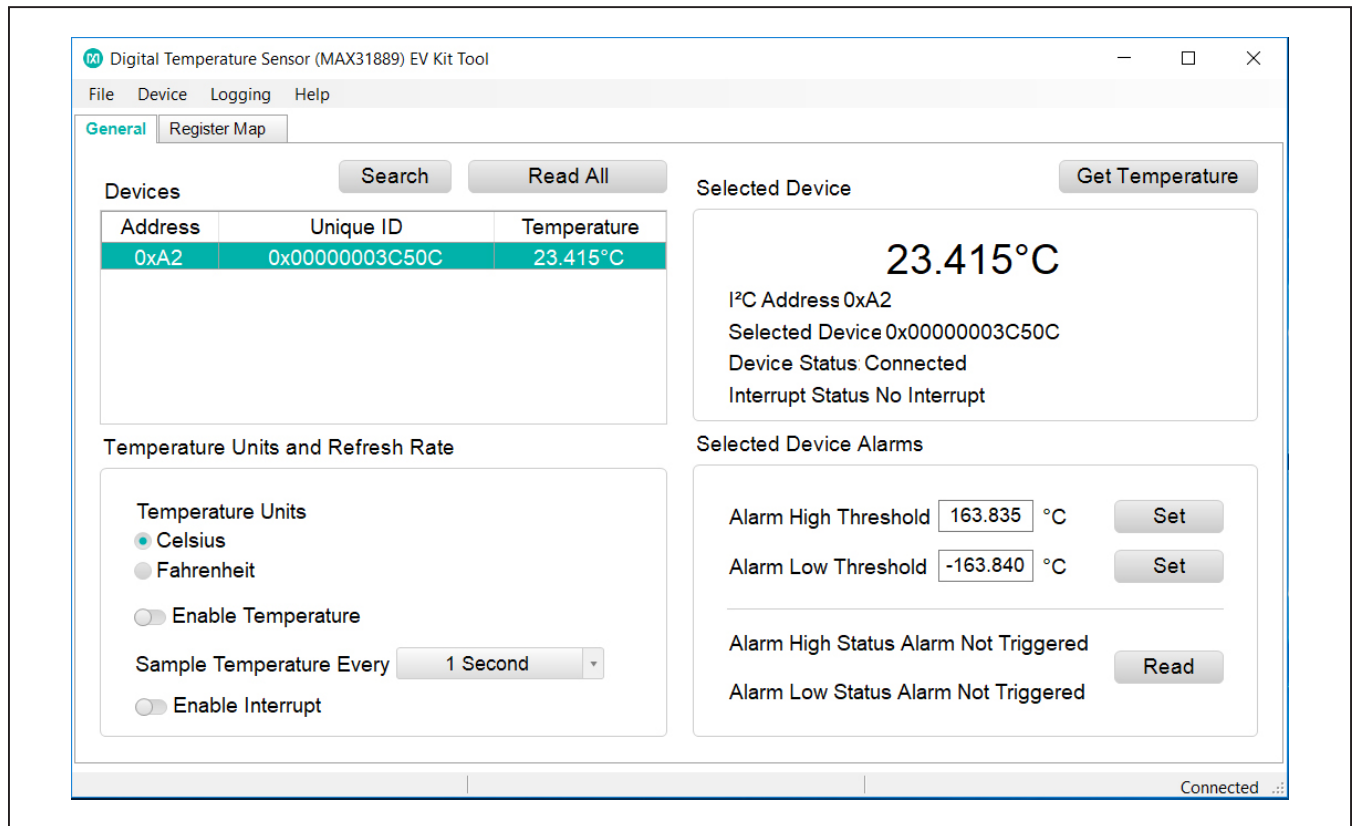 Digital Temperature Sensor (MAX31889) EV Kit Tool
File Device Logging Help
General Register Map
Devices Search Read All
Address Unique ID Temperature
0xA2 0x00000003C50C 23.415°C
Selected Device Get Temperature
23.415°C
I²C Address 0xA2
Selected Device 0x00000003C50C
Device Status: Connected
Interrupt Status No Interrupt
Temperature Units and Refresh Rate
Temperature Units
Celsius
Fahrenheit
Enable Temperature
Sample Temperature Every 1 Second
Enable Interrupt
Selected Device Alarms
Alarm High Threshold 163.835 °C Set
Alarm Low Threshold -163.840 °C Set
Alarm High Status Alarm Not Triggered
Read
Alarm Low Status Alarm Not Triggered
Connected